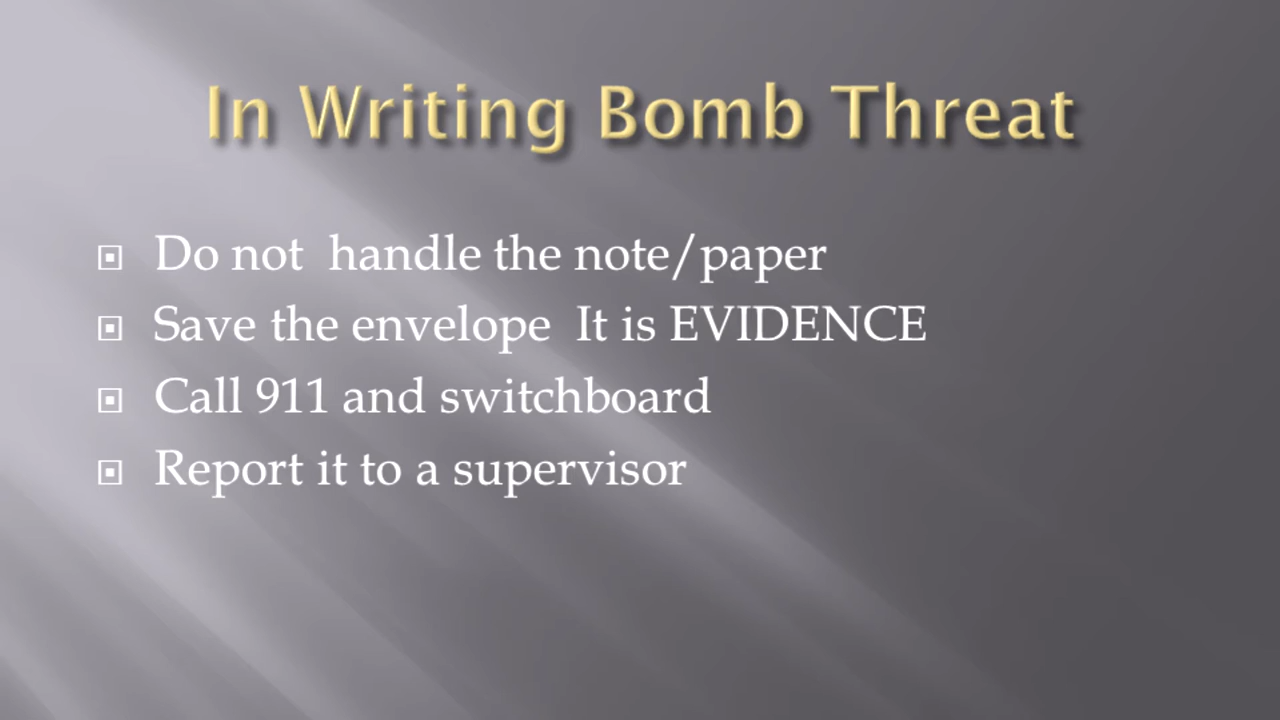 In Writing Bomb Threat
Do not  handle the note/paper
Save the envelope  It is EVIDENCE
Call 911 and switchboard
Report it to a supervisor